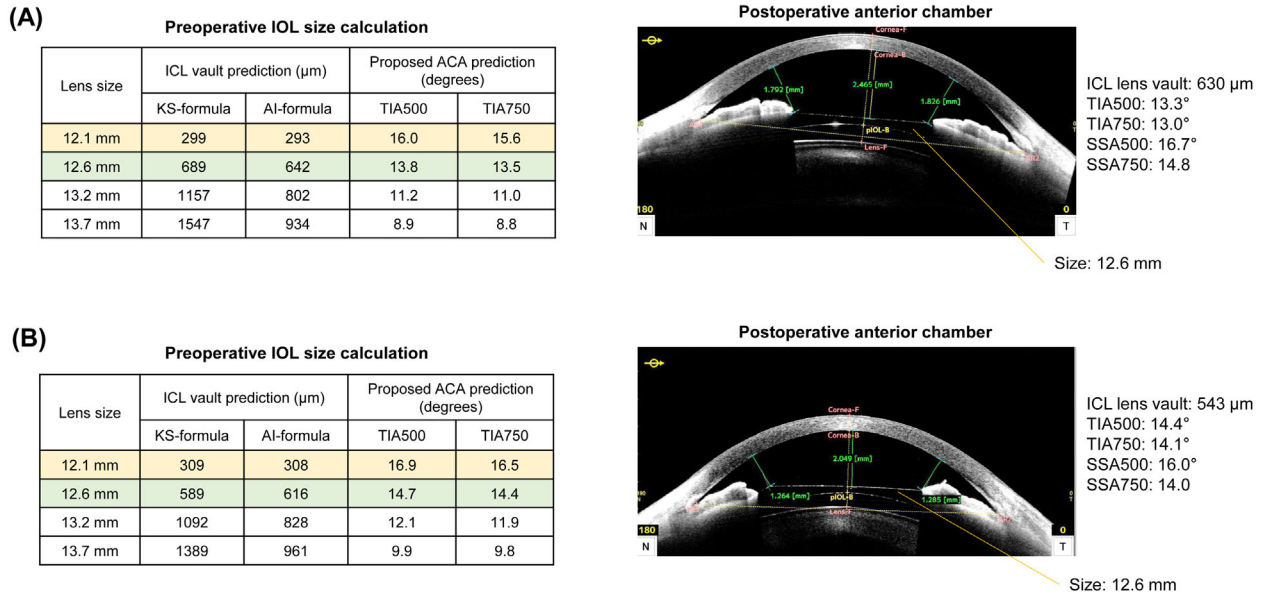 (A)
Preoperative IOL size calculation
Lens size
ICL vault prediction (µm)
Proposed ACA prediction (degrees)
KS-formula AI-formula TIA500 TIA750
12.1 mm 299 293 16.0 15.6
12.6 mm 689 642 13.8 13.5
13.2 mm 1157 802 11.2 11.0
13.7 mm 1547 934 8.9 8.8
Postoperative anterior chamber
Cornea-F
Cornea-B
1.792 [mm]
2.465 [mm]
1.826 [mm]
pIOL-B
Lens-F
AR2
180
0
T
N
T
ICL lens vault: 630 µm
TIA500: 13.3°
TIA750: 13.0°
SSA500: 16.7°
SSA750: 14.8
Size: 12.6 mm
(B)
Preoperative IOL size calculation
Lens size
ICL vault prediction (µm)
Proposed ACA prediction (degrees)
KS-formula AI-formula TIA500 TIA750
12.1 mm 309 308 16.9 16.5
12.6 mm 589 616 14.7 14.4
13.2 mm 1092 828 12.1 11.9
13.7 mm 1389 961 9.9 9.8
Postoperative anterior chamber
Cornea-F
Cornea-B
2.049 [mm]
1.264 [mm]
pIOL-B
1.285 [mm]
180
0
N
T
ICL lens vault: 543 µm
TIA500: 14.4°
TIA750: 14.1°
SSA500: 16.0°
SSA750: 14.0
Size: 12.6 mm